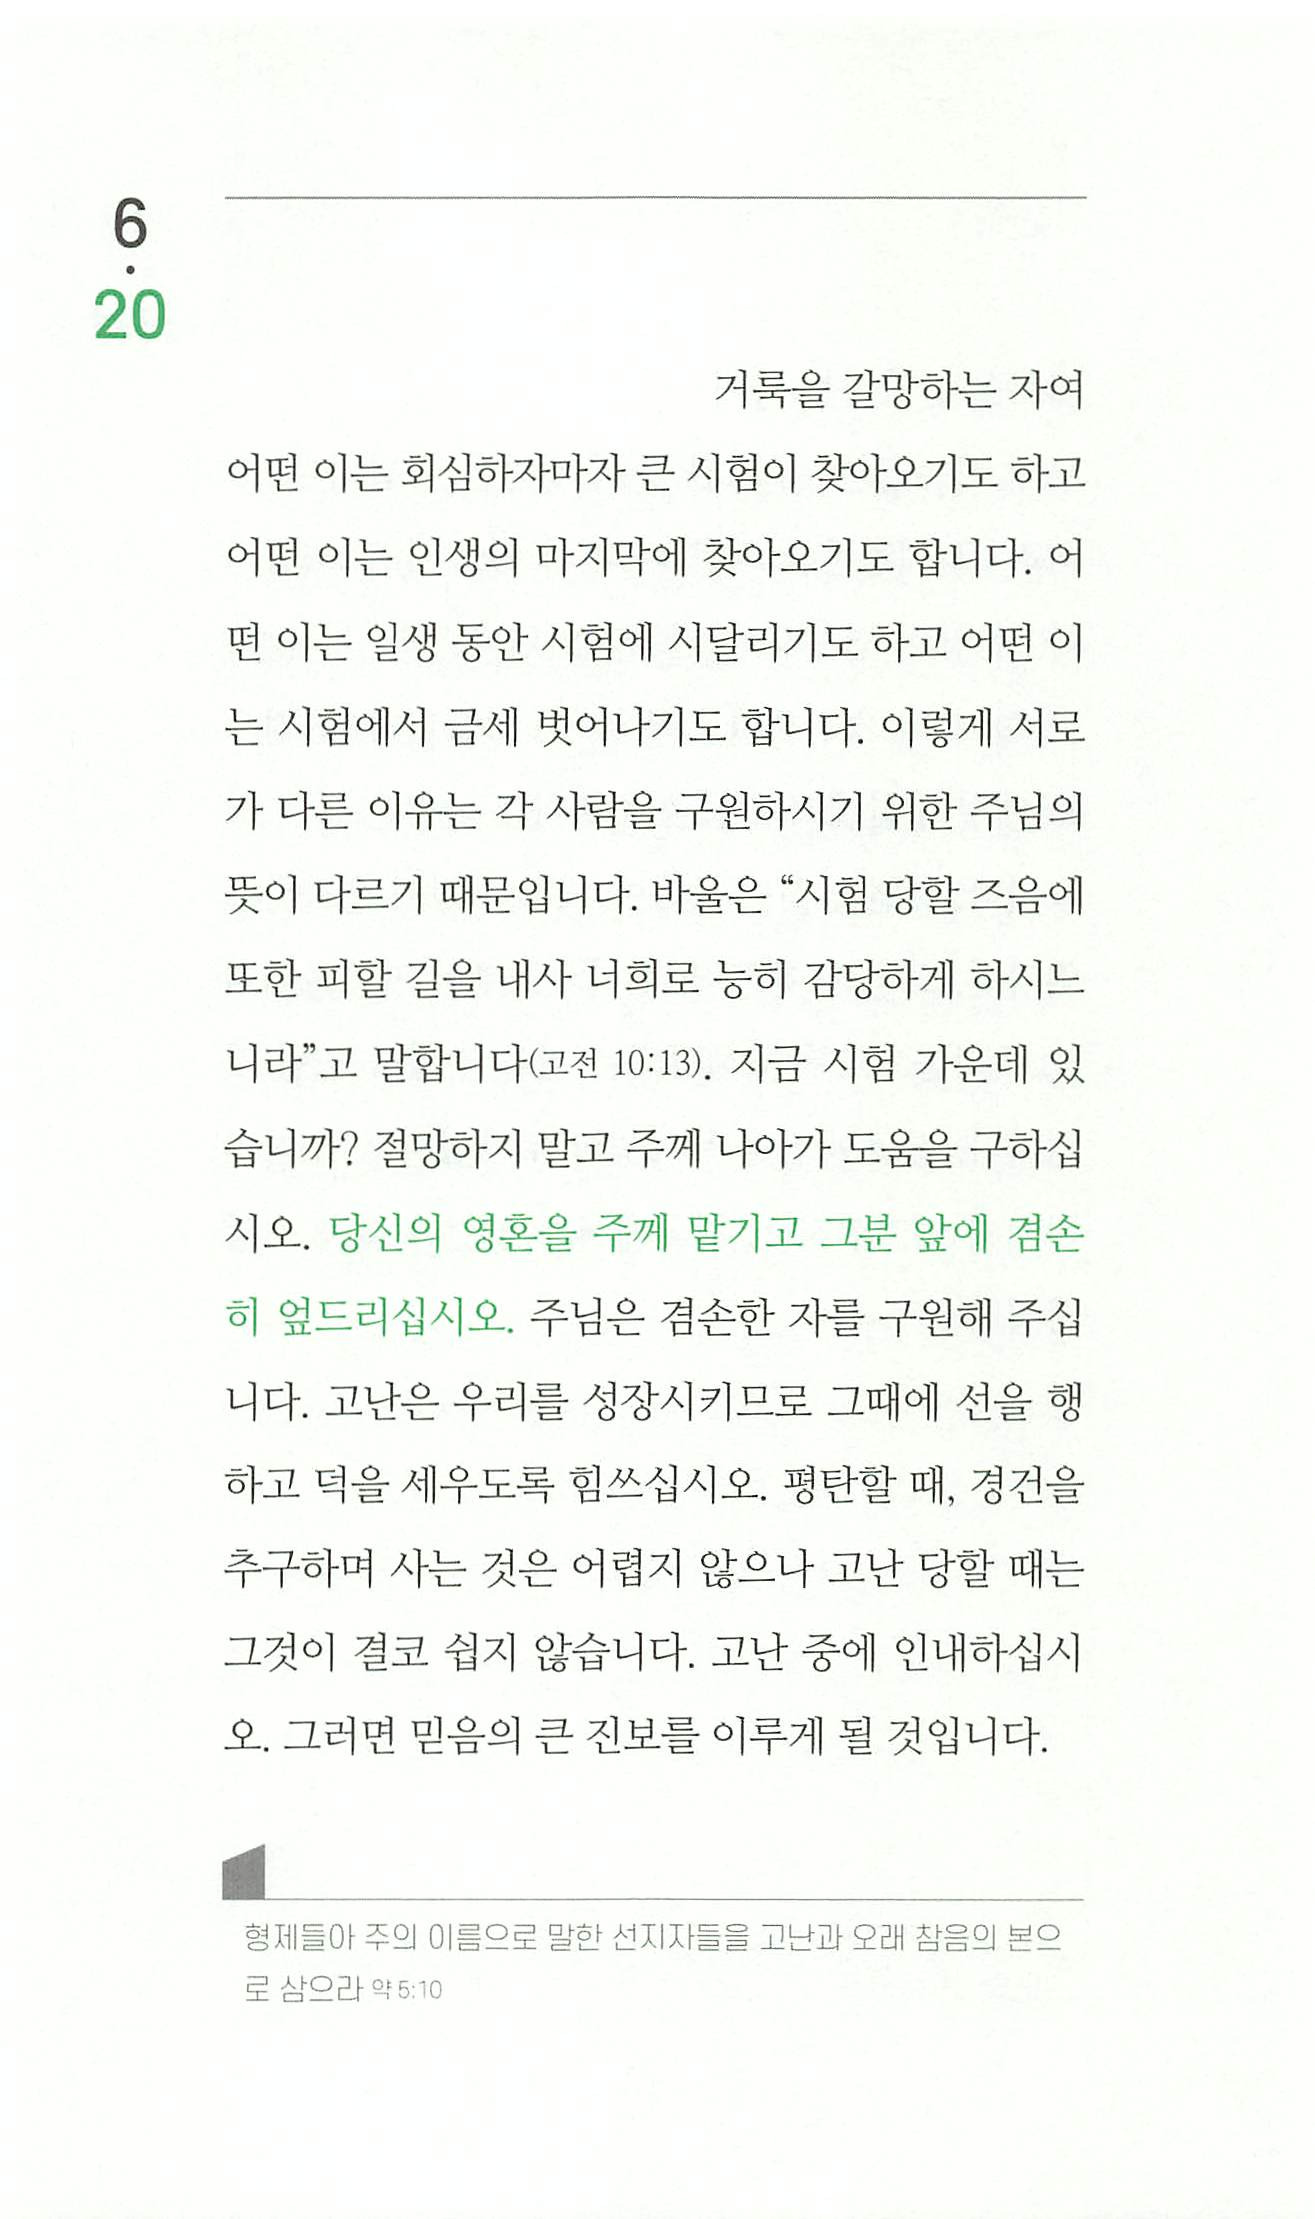 6
·
20
거룩을 갈망하는 자여
어떤 이는 회심하자마자 큰 시험이 찾아오기도 하고
어떤 이는 인생의 마지막에 찾아오기도 합니다. 어
떤 이는 일생 동안 시험에 시달리기도 하고 어떤 이
는 시험에서 금세 벗어나기도 합니다. 이렇게 서로
가 다른 이유는 각 사람을 구원하시기 위한 주님의
뜻이 다르기 때문입니다. 바울은 “시험 당할 즈음에
또한 피할 길을 내사 너희로 능히 감당하게 하시느
니라”고 말합니다(고전 10:13). 지금 시험 가운데 있
습니까? 절망하지 말고 주께 나아가 도움을 구하십
시오. 당신의 영혼을 주께 맡기고 그분 앞에 겸손
히 엎드리십시오. 주님은 겸손한 자를 구원해 주십
니다. 고난은 우리를 성장시키므로 그때에 선을 행
하고 덕을 세우도록 힘쓰십시오. 평탄할 때, 경건을
추구하며 사는 것은 어렵지 않으나 고난 당할 때는
그것이 결코 쉽지 않습니다. 고난 중에 인내하십시
오. 그러면 믿음의 큰 진보를 이루게 될 것입니다.
형제들아 주의 이름으로 말한 선지자들을 고난과 오래 참음의 본으
로 삼으라 약 5:10